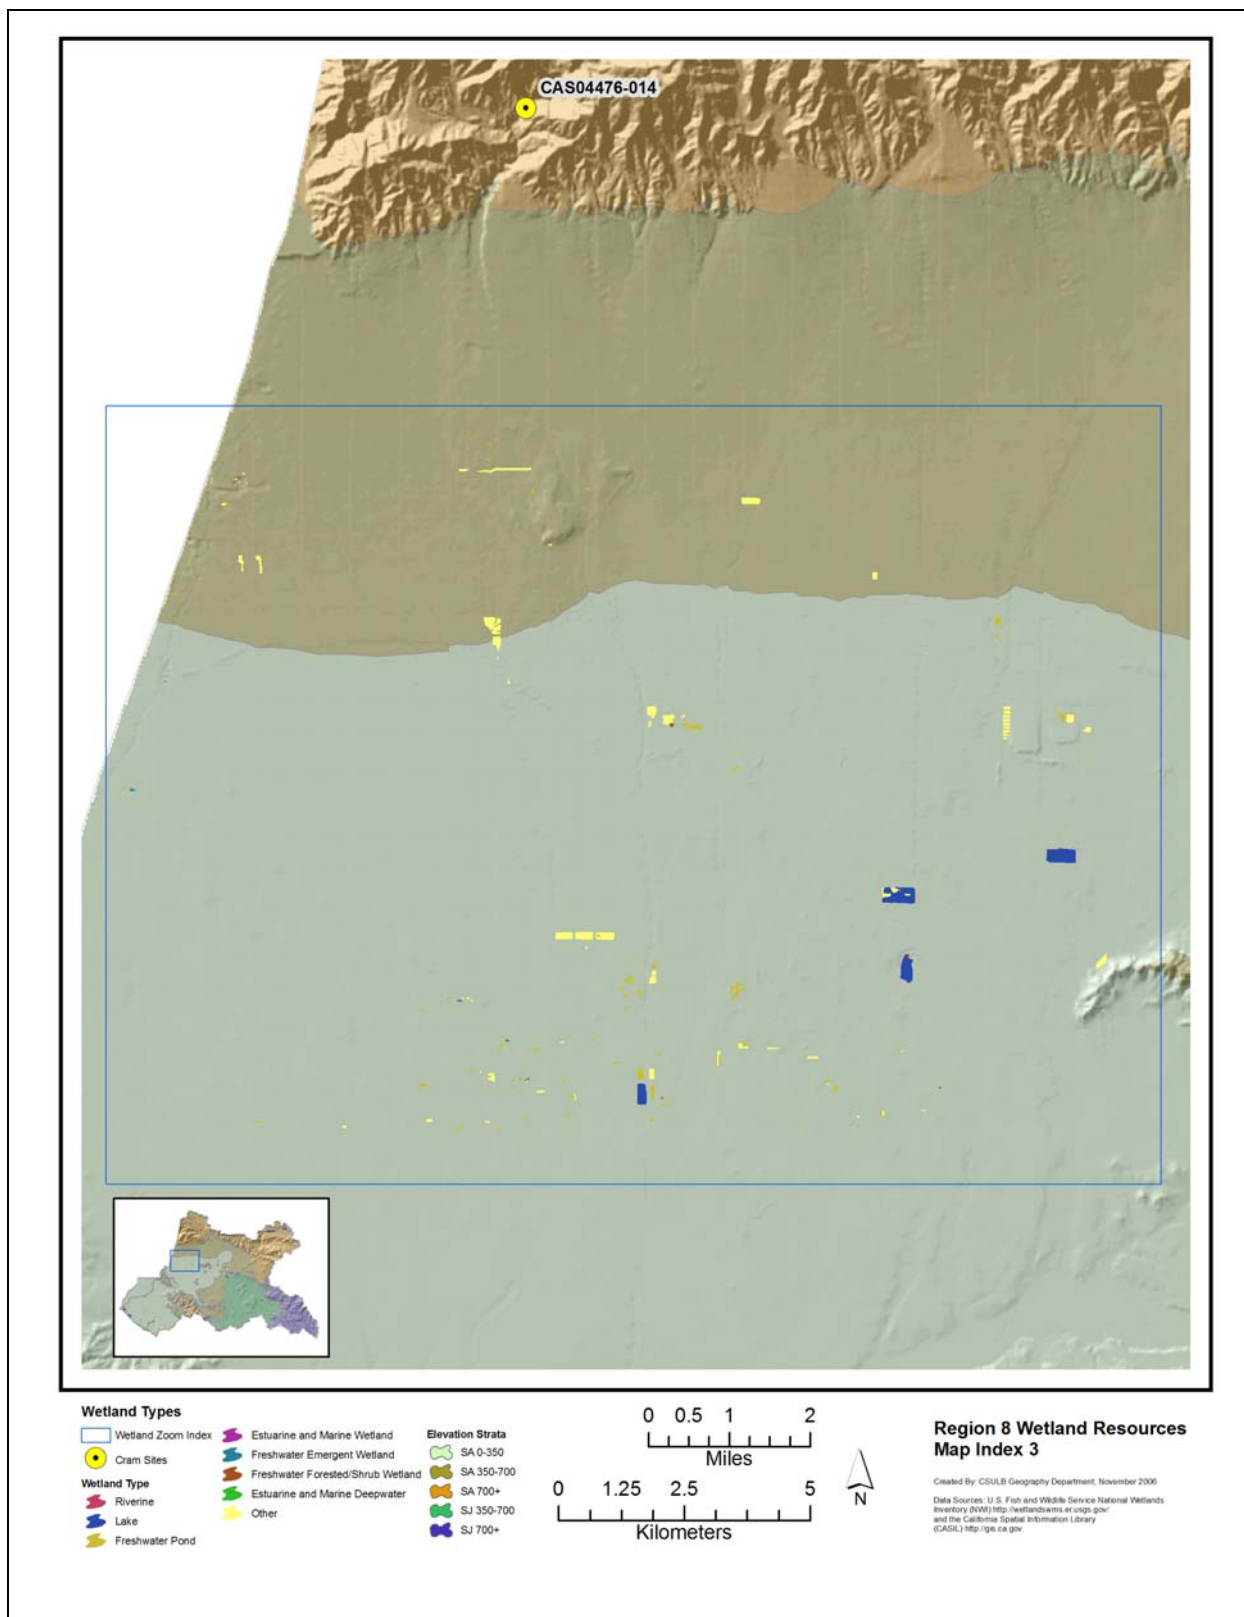 CAS04476-014
Wetland Types
Wetland Zoom Index
Cram Sites
Wetland Type
Riverine
Lake
Freshwater Pond
Estuarine and Marine Wetland
Freshwater Emergent Wetland
Freshwater Forested/Shrub Wetland
Estuarine and Marine Deepwater
Other
Elevation Strata
SA 0-350
SA 350-700
SA 700+
SJ 350-700
SJ 700+
0 0.5 1 2
Miles
0 1.25 2.5 5
Kilometers
N
Region 8 Wetland Resources
Map Index 3
Created By: CSULB Geography Department, November 2006
Data Sources: U.S. Fish and Wildlife Service National Wetlands
Inventory (NWI) http://wetlandswms.er.usgs.gov/
and the California Spatial Information Library
(CASIL) http://gis.ca.gov